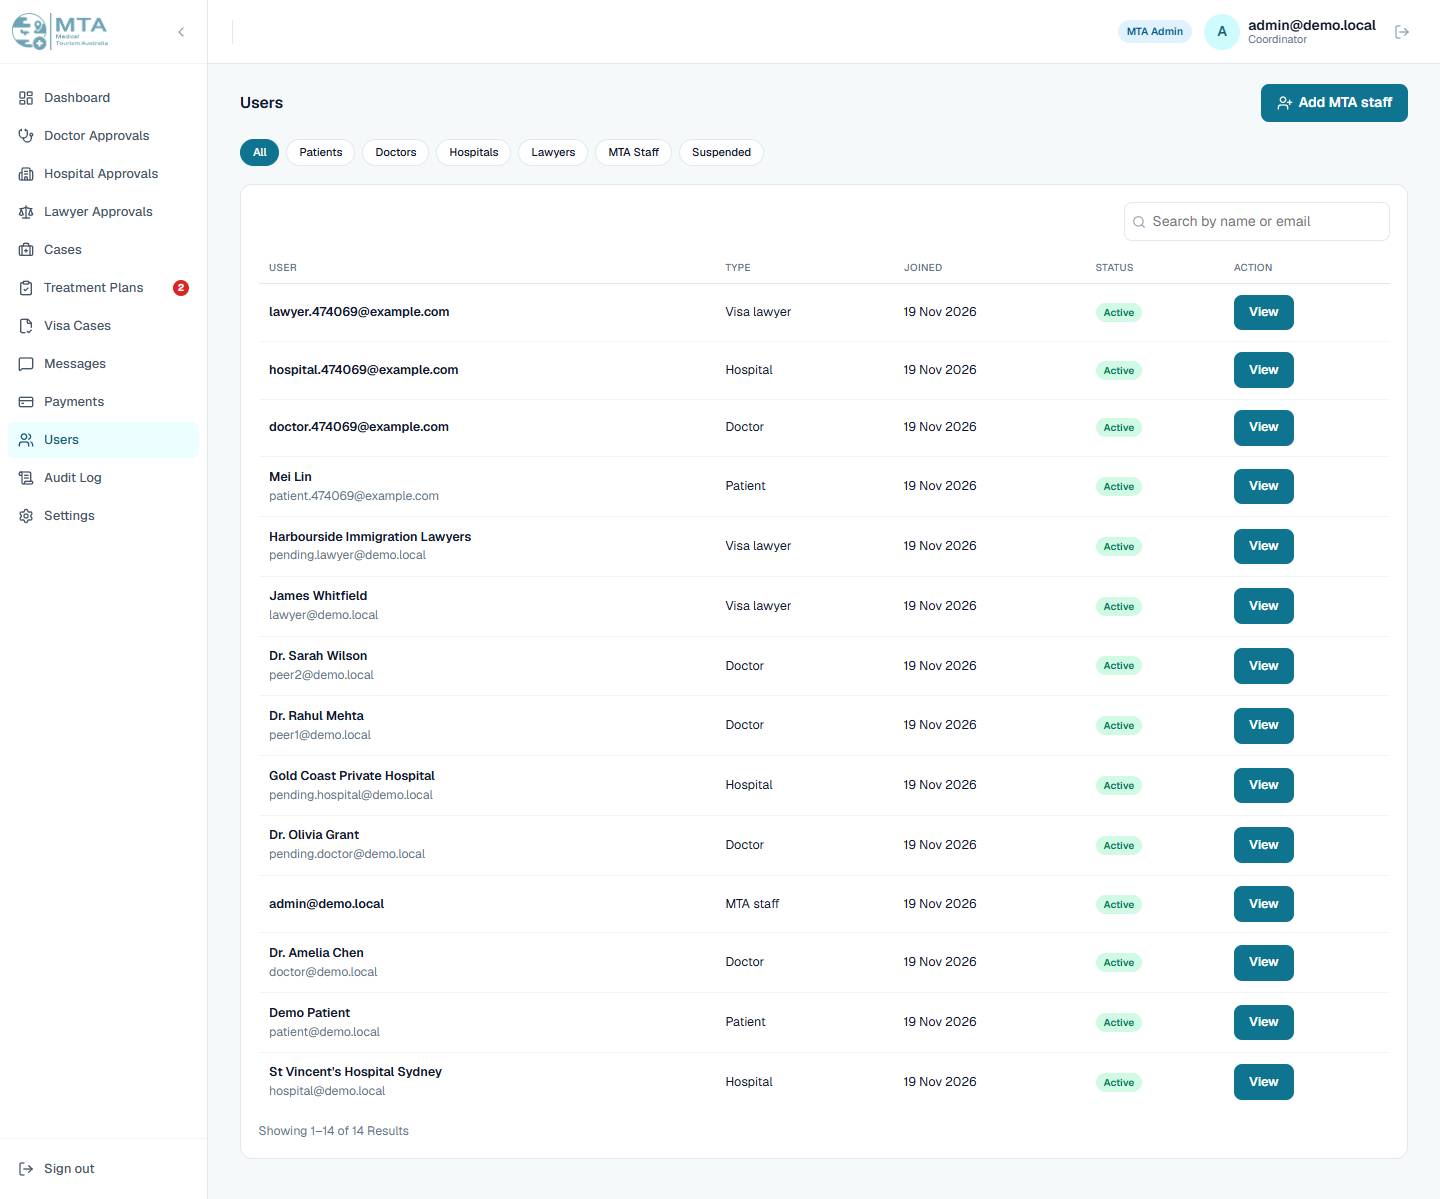 MTA
Medical
Tourism Australia
MTA Admin
A
admin@demo.local
Coordinator
Dashboard
Doctor Approvals
Hospital Approvals
Lawyer Approvals
Cases
Treatment Plans 2
Visa Cases
Messages
Payments
Users
Audit Log
Settings
Sign out
Users
Add MTA staff
All Patients Doctors Hospitals Lawyers MTA Staff Suspended
Search by name or email
USER TYPE JOINED STATUS ACTION
lawyer.474069@example.com Visa lawyer 19 Nov 2026 Active View
hospital.474069@example.com Hospital 19 Nov 2026 Active View
doctor.474069@example.com Doctor 19 Nov 2026 Active View
Mei Lin
patient.474069@example.com Patient 19 Nov 2026 Active View
Harbourside Immigration Lawyers
pending.lawyer@demo.local Visa lawyer 19 Nov 2026 Active View
James Whitfield
lawyer@demo.local Visa lawyer 19 Nov 2026 Active View
Dr. Sarah Wilson
peer2@demo.local Doctor 19 Nov 2026 Active View
Dr. Rahul Mehta
peer1@demo.local Doctor 19 Nov 2026 Active View
Gold Coast Private Hospital
pending.hospital@demo.local Hospital 19 Nov 2026 Active View
Dr. Olivia Grant
pending.doctor@demo.local Doctor 19 Nov 2026 Active View
admin@demo.local MTA staff 19 Nov 2026 Active View
Dr. Amelia Chen
doctor@demo.local Doctor 19 Nov 2026 Active View
Demo Patient
patient@demo.local Patient 19 Nov 2026 Active View
St Vincent's Hospital Sydney
hospital@demo.local Hospital 19 Nov 2026 Active View
Showing 1–14 of 14 Results